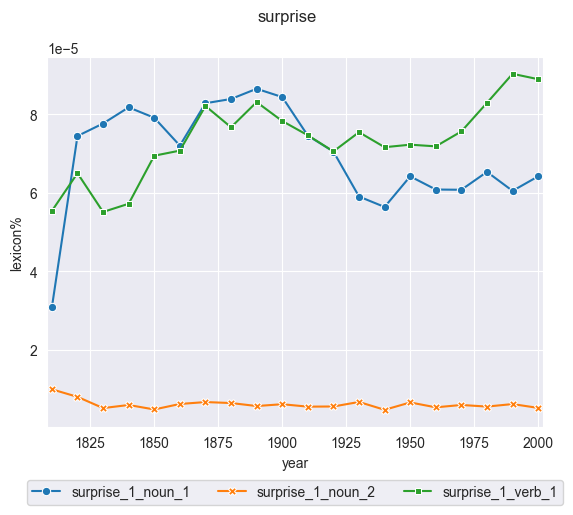 surprise
1e−5
8
6
4
2
lexicon%
1825 1850 1875 1900 1925 1950 1975 2000
year
surprise_1_noun_1 surprise_1_noun_2 surprise_1_verb_1